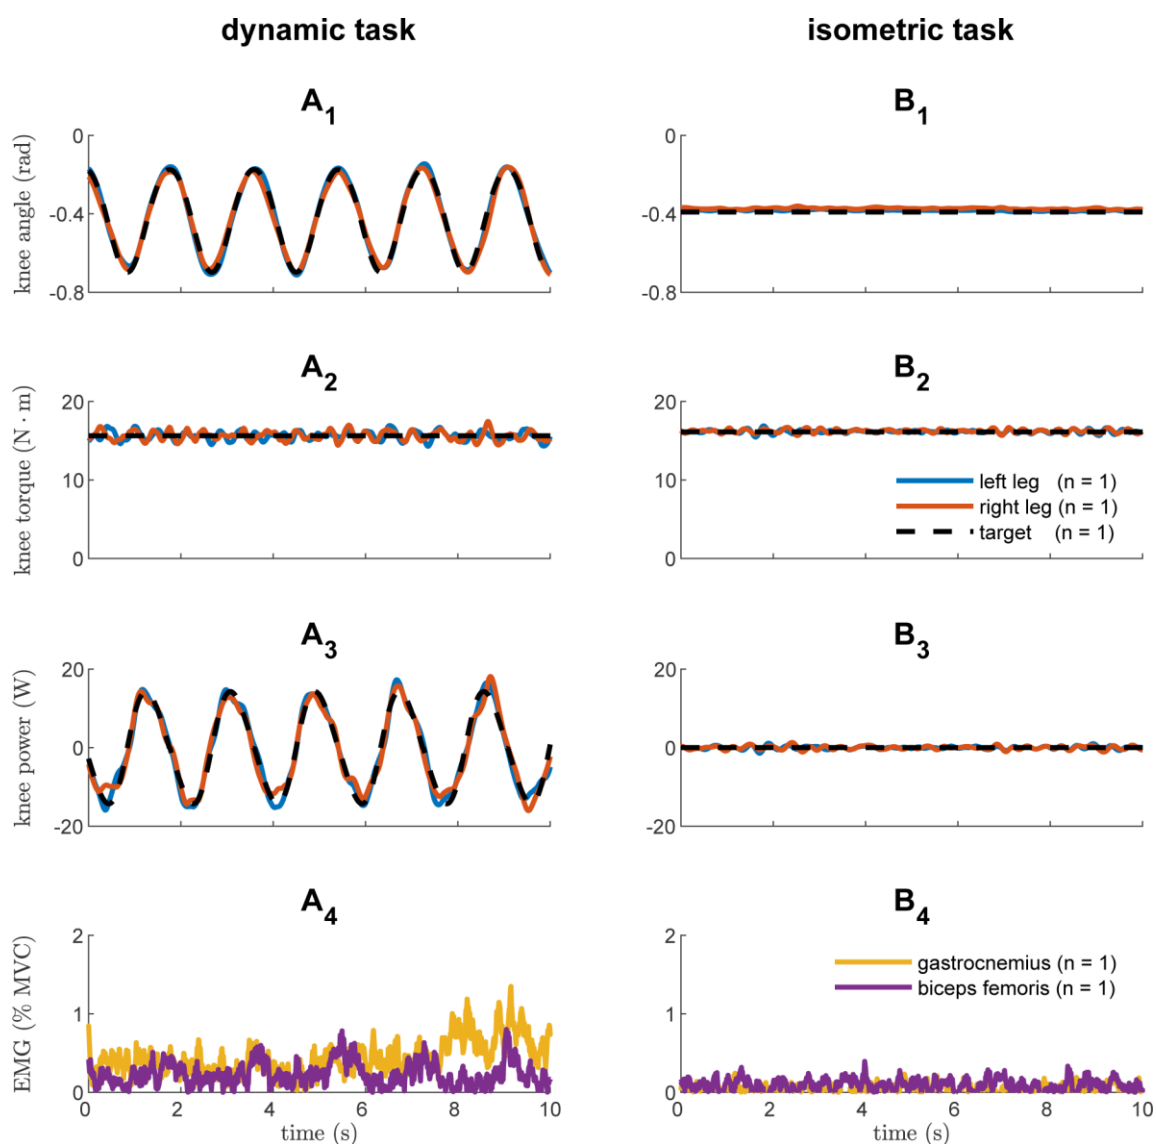 dynamic task
isometric task
A1
B1
knee angle (rad)
0
-0.4
-0.8
0
-0.4
-0.8
A2
B2
knee torque (N · m)
20
10
0
20
10
0
left leg (n = 1)
right leg (n = 1)
target (n = 1)
A3
B3
knee power (W)
20
0
-20
20
0
-20
A4
B4
EMG (% MVC)
2
1
0
2
1
0
gastrocnemius (n = 1)
biceps femoris (n = 1)
0 2 4 6 8 10
0 2 4 6 8 10
time (s)
time (s)